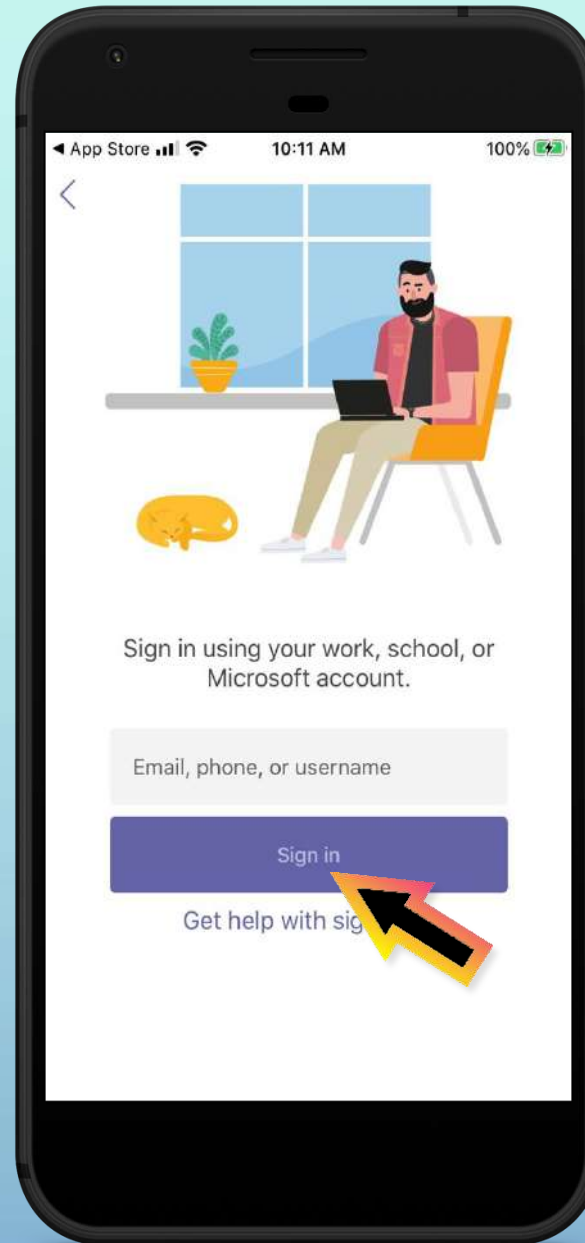 App Store 10:11 AM 100%
Sign in using your work, school, or
Microsoft account.
Email, phone, or username
Sign in
Get help with sig